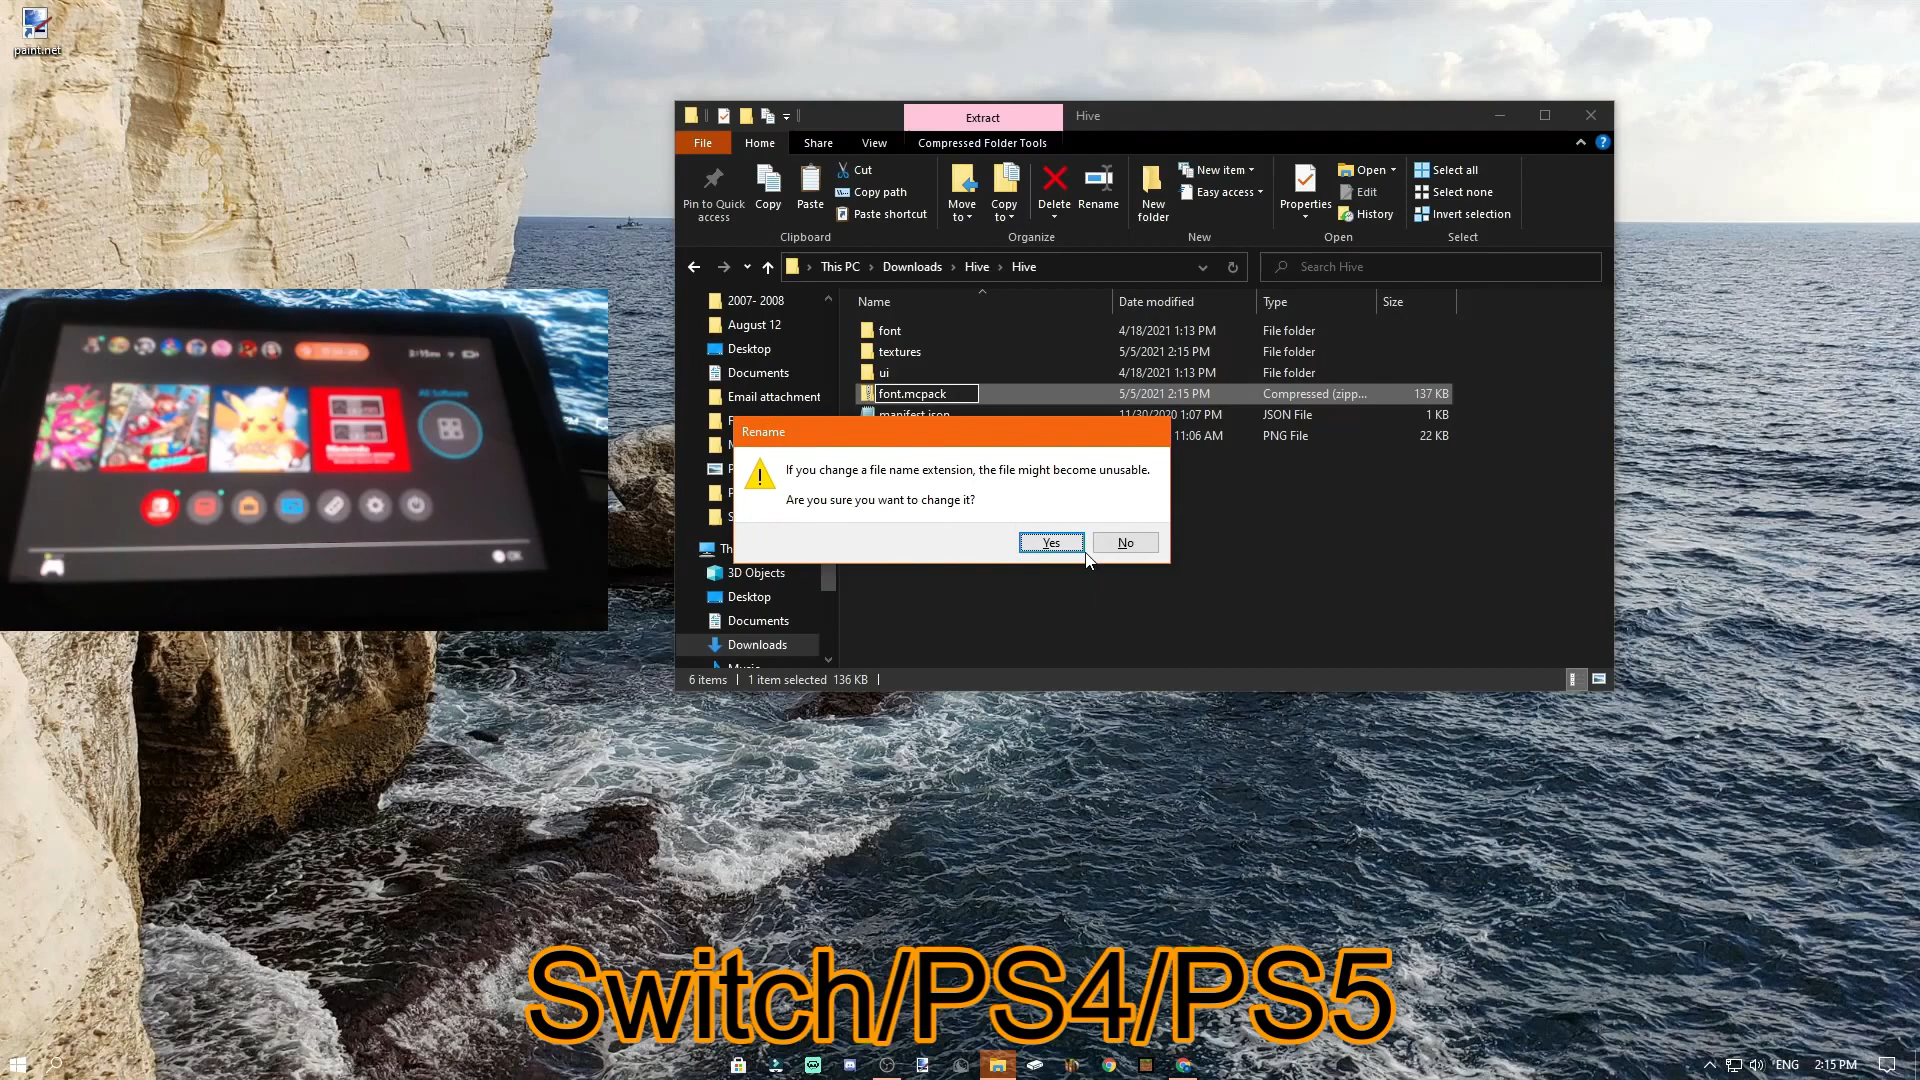 paint.net
Extract
Hive
File
Home
Share
View
Compressed Folder Tools
Pin to Quick access
Copy
Paste
Cut
Copy path
Paste shortcut
Move to
Copy to
Delete
Rename
New folder
New item
Easy access
Properties
Open
Edit
History
Select all
Select none
Invert selection
Clipboard
Organize
New
Open
Select
This PC > Downloads > Hive > Hive
Search Hive
Name
Date modified
Type
Size
2007- 2008
August 12
Desktop
Documents
Email attachment
3D Objects
Desktop
Documents
Downloads
Music
font 4/18/2021 1:13 PM File folder
textures 5/5/2021 2:15 PM File folder
ui 4/18/2021 1:13 PM File folder
font.mcpack 5/5/2021 2:15 PM Compressed (zipp... 137 KB
manifest.json 11/30/2020 1:07 PM JSON File 1 KB
11:06 AM PNG File 22 KB
Rename
If you change a file name extension, the file might become unusable.
Are you sure you want to change it?
Yes
No
6 items
1 item selected 136 KB
All Software
OK
Switch/PS4/PS5
ENG
2:15 PM